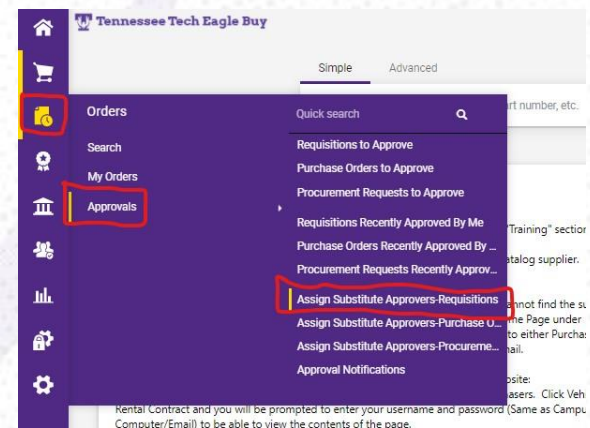 Tennessee Tech Eagle Buy
Simple Advanced
art number, etc.
Orders
Search
My Orders
Approvals
Quick search
Requisitions to Approve
Purchase Orders to Approve
Procurement Requests to Approve
Requisitions Recently Approved By Me
Purchase Orders Recently Approved By ...
Procurement Requests Recently Approv...
Assign Substitute Approvers-Requisitions
Assign Substitute Approvers-Purchase O...
Assign Substitute Approvers-Procureme...
Approval Notifications
"Training" section
atalog supplier.
annot find the su
me Page under
to either Purchas
nail.
osite:
asers. Click Veh
Rental Contract and you will be prompted to enter your username and password (Same as Campu
Computer/Email) to be able to view the contents of the page.